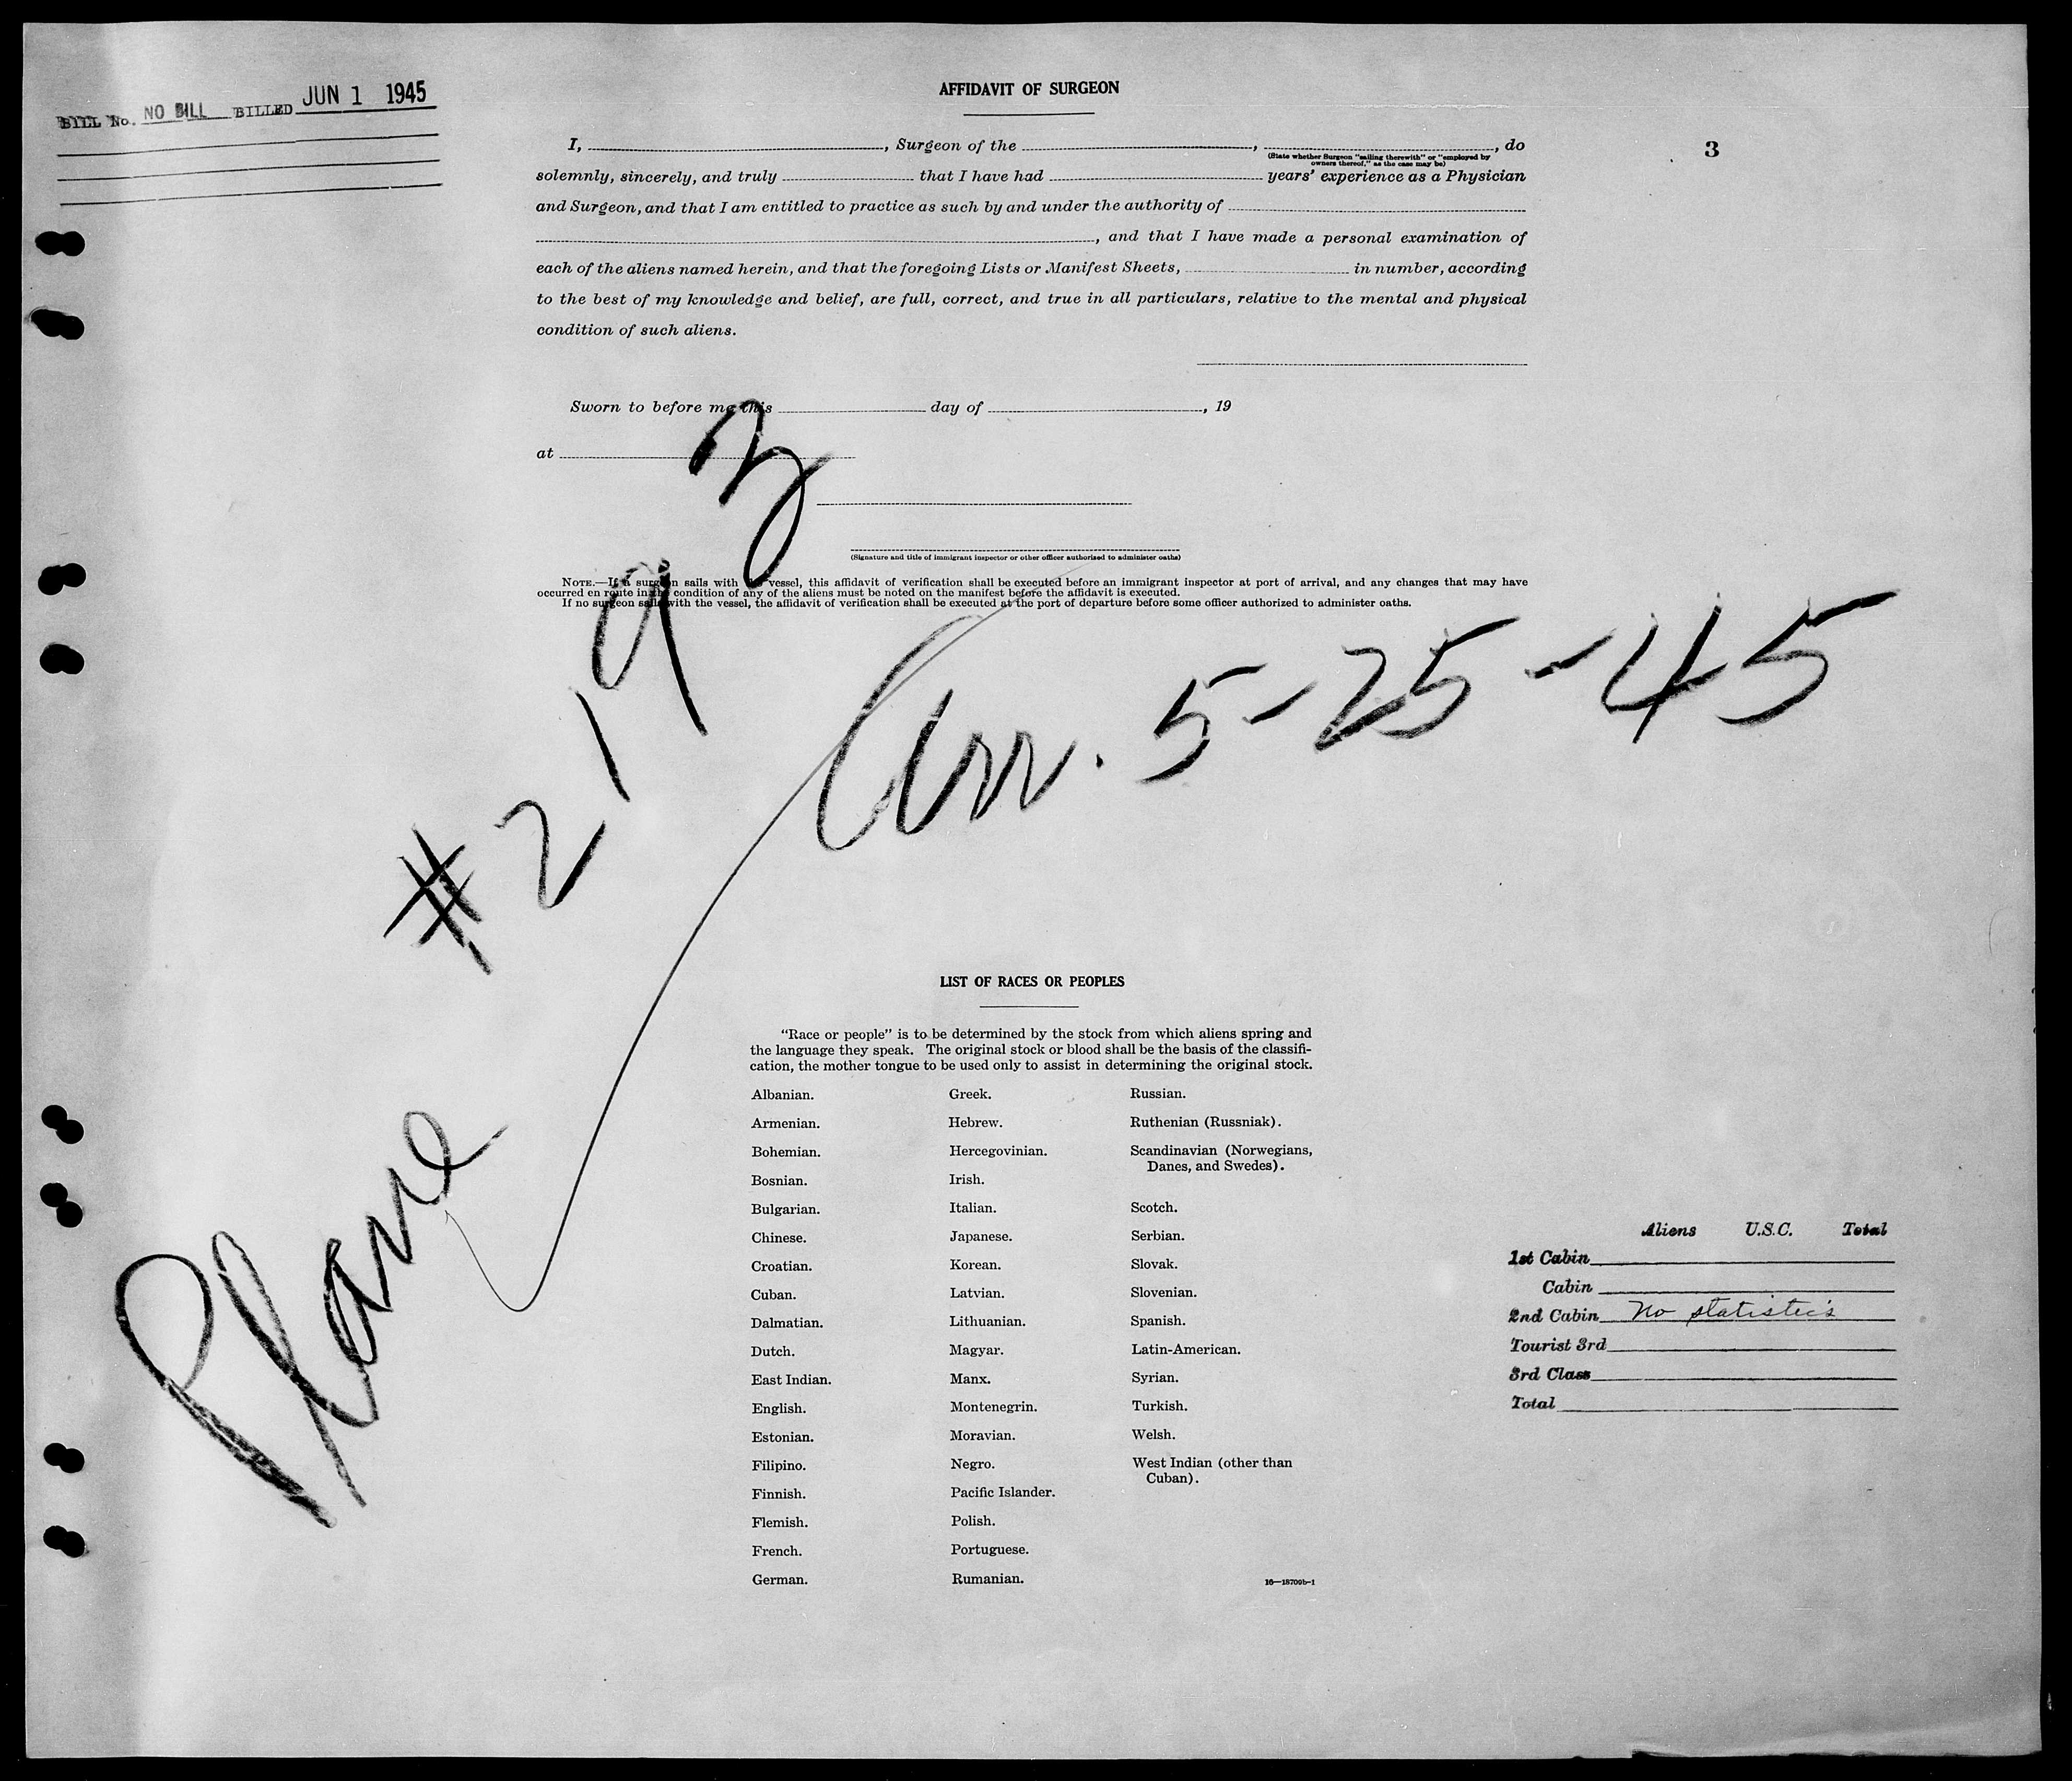 BILL No. NO BILL BILLED JUN 1 1945
AFFIDAVIT OF SURGEON
3
I, , Surgeon of the , , do
(State whether Surgeon "sailing therewith" or "employed by
owners thereof," as the case may be)
solemnly, sincerely, and truly that I have had years' experience as a Physician
and Surgeon, and that I am entitled to practice as such by and under the authority of
, and that I have made a personal examination of
each of the aliens named herein, and that the foregoing Lists or Manifest Sheets, in number, according
to the best of my knowledge and belief, are full, correct, and true in all particulars, relative to the mental and physical
condition of such aliens.
Sworn to before me this day of , 19
at
(Signature and title of immigrant inspector or other officer authorized to administer oaths)
NOTE.—If a surgeon sails with the vessel, this affidavit of verification shall be executed before an immigrant inspector at port of arrival, and any changes that may have
occurred en route in the condition of any of the aliens must be noted on the manifest before the affidavit is executed.
If no surgeon sails with the vessel, the affidavit of verification shall be executed at the port of departure before some officer authorized to administer oaths.
Plane #2193
Arr. 5-25-45
LIST OF RACES OR PEOPLES
"Race or people" is to be determined by the stock from which aliens spring and
the language they speak. The original stock or blood shall be the basis of the classifi-
cation, the mother tongue to be used only to assist in determining the original stock.
Albanian.
Armenian.
Bohemian.
Bosnian.
Bulgarian.
Chinese.
Croatian.
Cuban.
Dalmatian.
Dutch.
East Indian.
English.
Estonian.
Filipino.
Finnish.
Flemish.
French.
German.
Greek.
Hebrew.
Hercegovinian.
Irish.
Italian.
Japanese.
Korean.
Latvian.
Lithuanian.
Magyar.
Manx.
Montenegrin.
Moravian.
Negro.
Pacific Islander.
Polish.
Portuguese.
Rumanian.
Russian.
Ruthenian (Russniak).
Scandinavian (Norwegians,
Danes, and Swedes).
Scotch.
Serbian.
Slovak.
Slovenian.
Spanish.
Latin-American.
Syrian.
Turkish.
Welsh.
West Indian (other than
Cuban).
16—18709b-1
Aliens U.S.C. Total
1st Cabin
Cabin
2nd Cabin No statistics
Tourist 3rd
3rd Class
Total